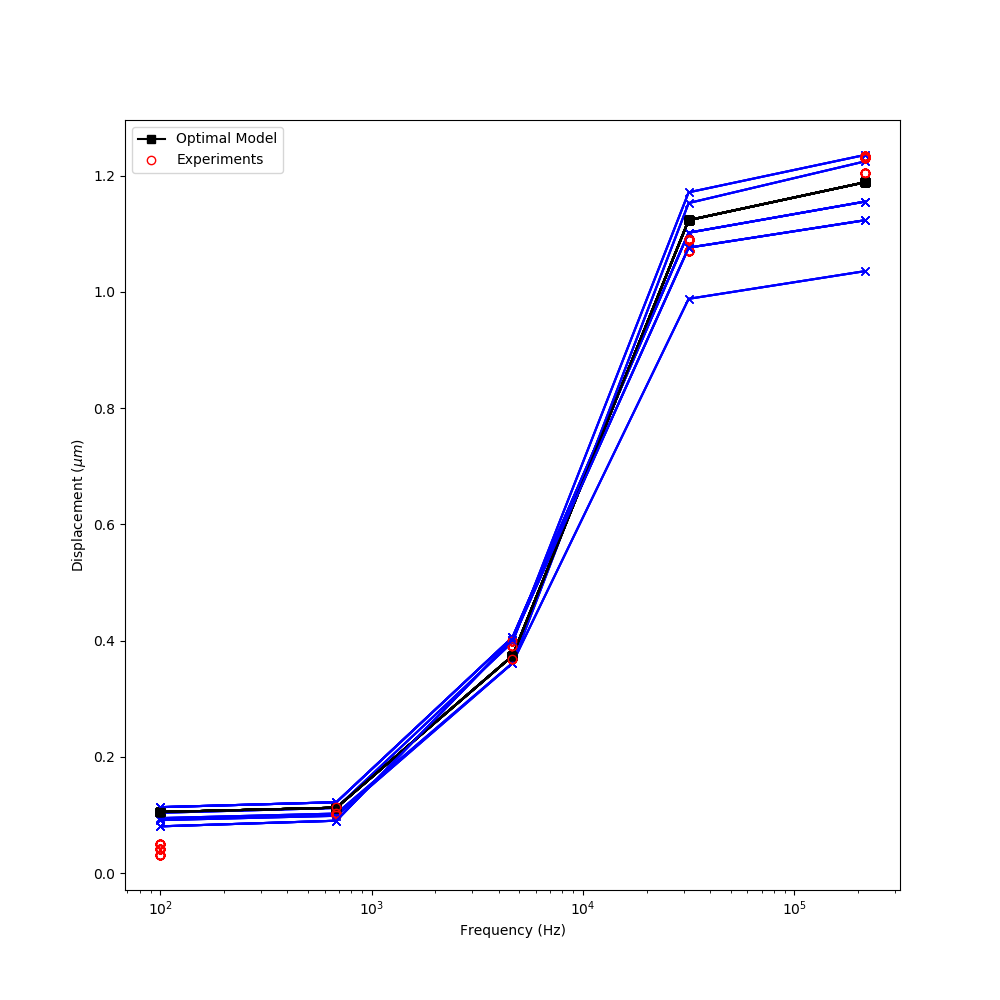 Optimal Model
Experiments
1.2
1.0
0.8
0.6
0.4
0.2
0.0
Displacement (μm)
10²
10³
10⁴
10⁵
Frequency (Hz)